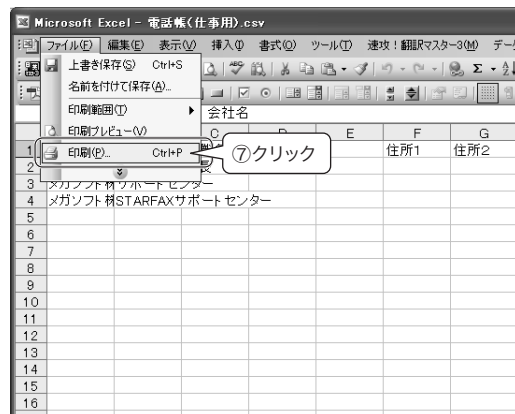 Microsoft Excel - 電話帳(仕事用).csv
ファイル(F) 編集(E) 表示(V) 挿入(I) 書式(O) ツール(T) 速攻！翻訳マスター3(M) デー
上書き保存(S) Ctrl+S
名前を付けて保存(A)...
印刷範囲(T)
会社名
印刷プレビュー(V)
C E F G
印刷(P)... Ctrl+P
⑦クリック
1 住所1 住所2
2
3 メガソフト 株 サポートセンター
4 メガソフト 株 STARFAXサポートセンター
5
6
7
8
9
10
11
12
13
14
15
16